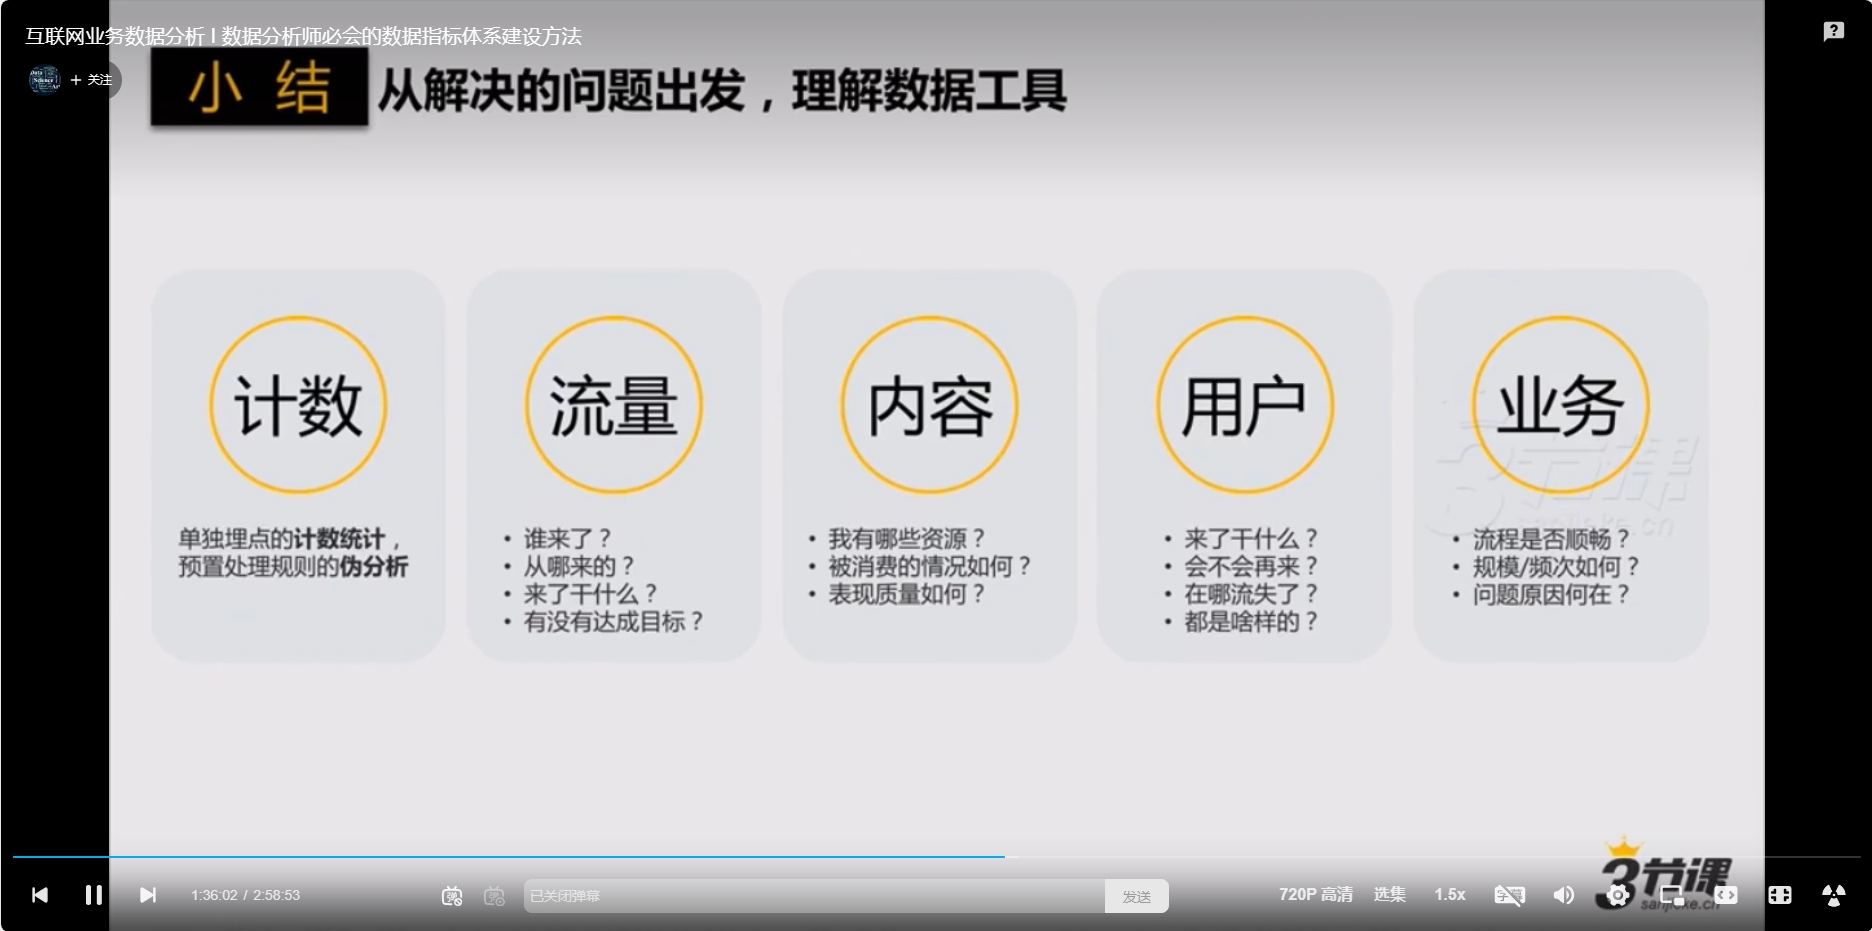 互联网业务数据分析 I 数据分析师必会的数据指标体系建设方法
+ 关注
小 结 从解决的问题出发，理解数据工具
计数
单独埋点的计数统计，
预置处理规则的伪分析
流量
• 谁来了？
• 从哪来的？
• 来了干什么？
• 有没有达成目标？
内容
• 我有哪些资源？
• 被消费的情况如何？
• 表现质量如何？
用户
• 来了干什么？
• 会不会再来？
• 在哪流失了？
• 都是啥样的？
业务
• 流程是否顺畅？
• 规模/频次如何？
• 问题原因何在？
3节课
sanjieke.cn
3节课
sanjieke.cn
1:36:02 / 2:58:53
已关闭弹幕
发送
720P 高清
选集
1.5x